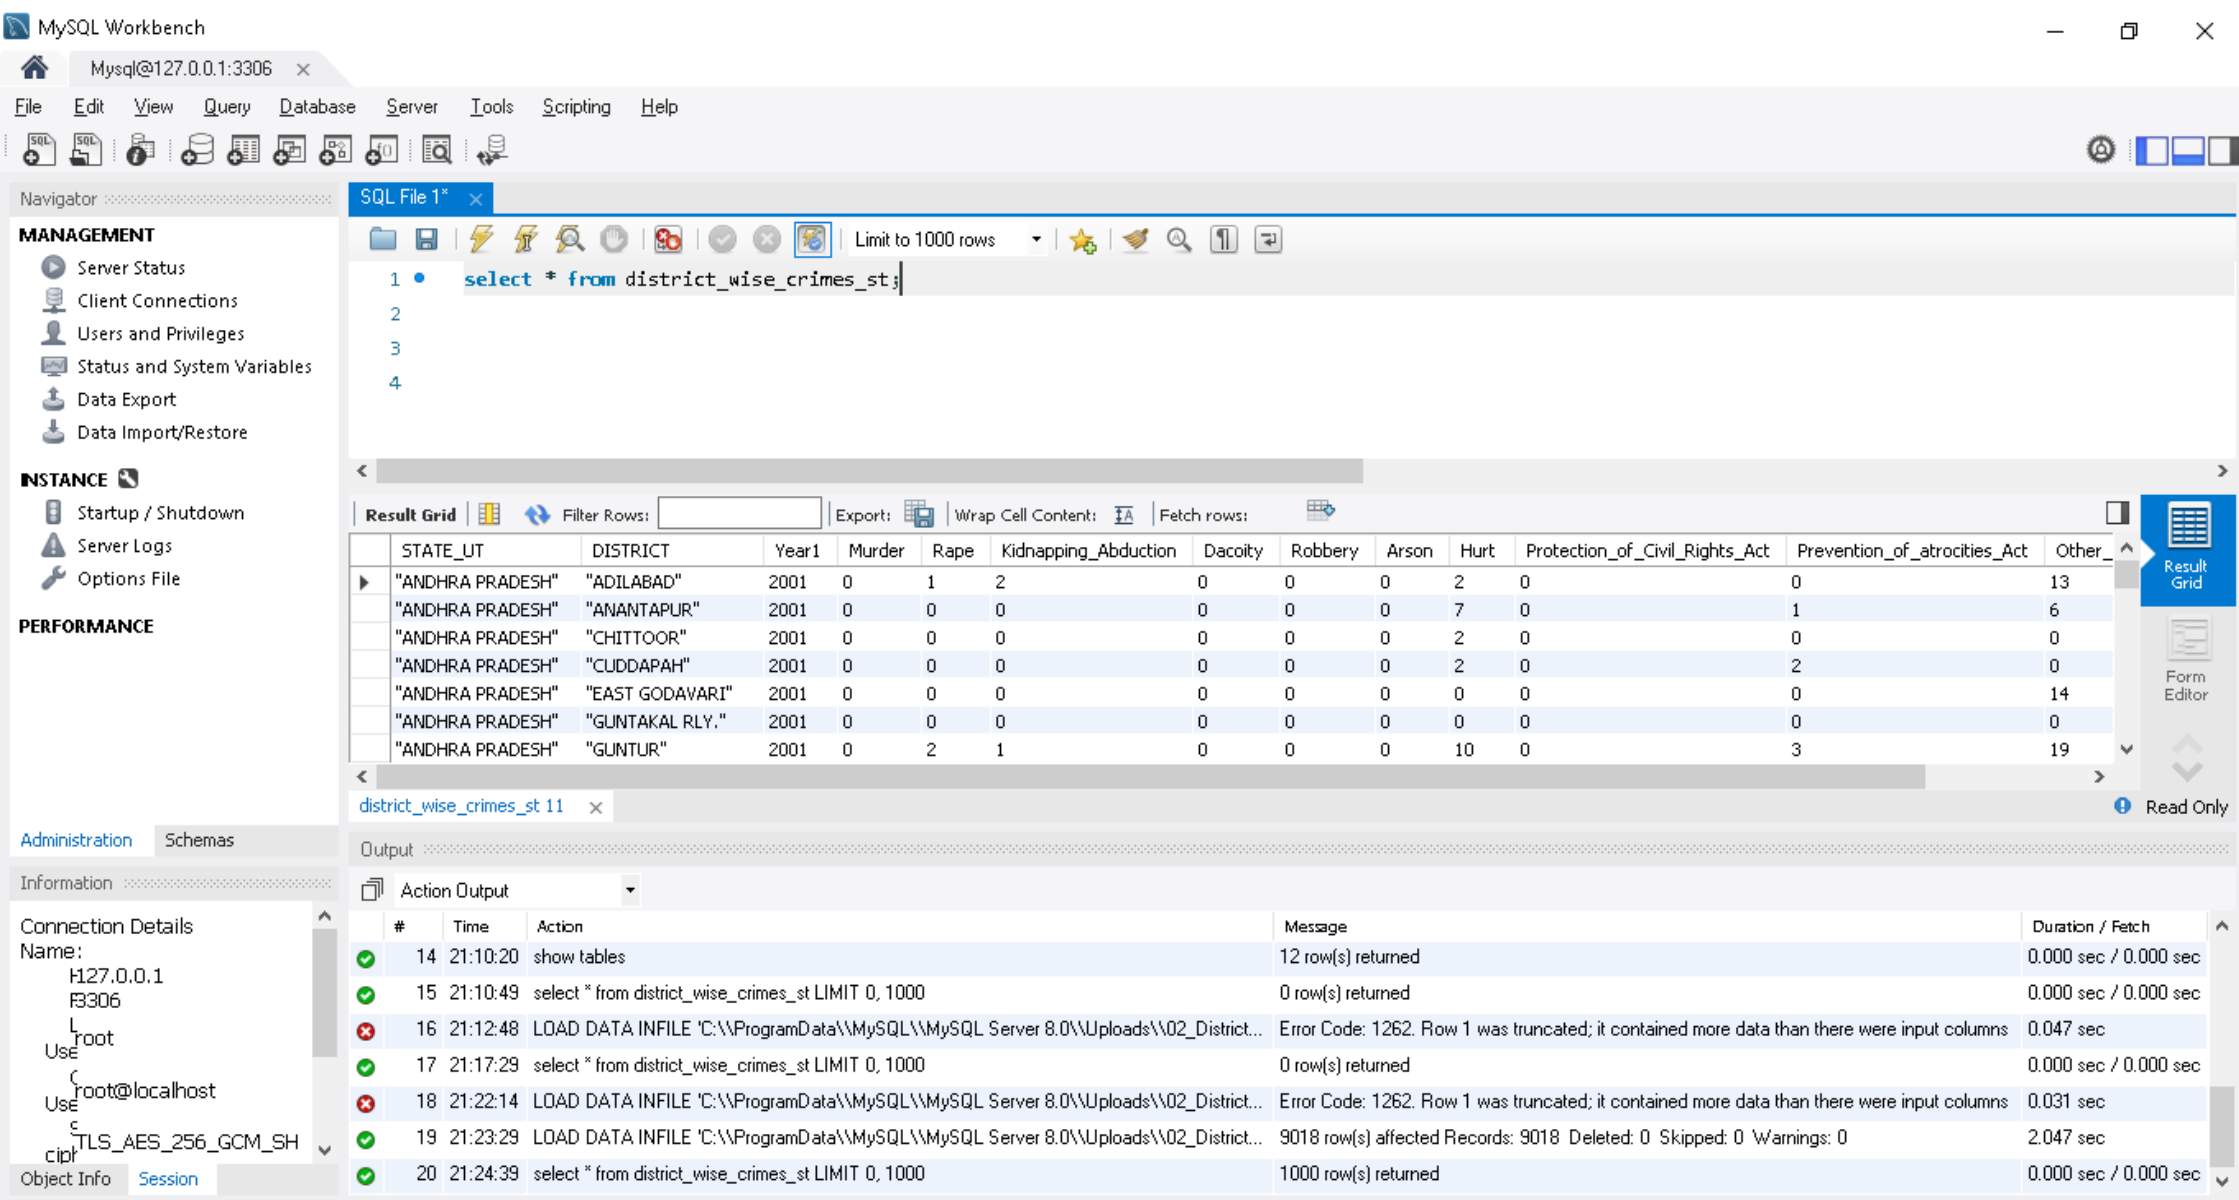 MySQL Workbench
Mysql@127.0.0.1:3306
File Edit View Query Database Server Tools Scripting Help
Navigator
MANAGEMENT
Server Status
Client Connections
Users and Privileges
Status and System Variables
Data Export
Data Import/Restore
INSTANCE
Startup / Shutdown
Server Logs
Options File
PERFORMANCE
Administration Schemas
Information
Connection Details
Name:
127.0.0.1
3306
root
Use
root@localhost
Use
TLS_AES_256_GCM_SH
ciph
Object Info Session
SQL File 1*
Limit to 1000 rows
1 select * from district_wise_crimes_st;
2
3
4
Result Grid Filter Rows: Export: Wrap Cell Content: Fetch rows:
STATE_UT DISTRICT Year1 Murder Rape Kidnapping_Abduction Dacoity Robbery Arson Hurt Protection_of_Civil_Rights_Act Prevention_of_atrocities_Act Other_
"ANDHRA PRADESH" "ADILABAD" 2001 0 1 2 0 0 0 2 0 0 13
"ANDHRA PRADESH" "ANANTAPUR" 2001 0 0 0 0 0 0 7 0 1 6
"ANDHRA PRADESH" "CHITTOOR" 2001 0 0 0 0 0 0 2 0 0 0
"ANDHRA PRADESH" "CUDDAPAH" 2001 0 0 0 0 0 0 2 0 2 0
"ANDHRA PRADESH" "EAST GODAVARI" 2001 0 0 0 0 0 0 0 0 0 14
"ANDHRA PRADESH" "GUNTAKAL RLY." 2001 0 0 0 0 0 0 0 0 0 0
"ANDHRA PRADESH" "GUNTUR" 2001 0 2 1 0 0 0 10 0 3 19
Result
Grid
Form
Editor
district_wise_crimes_st 11
Read Only
Output
Action Output
# Time Action Message Duration / Fetch
14 21:10:20 show tables 12 row(s) returned 0.000 sec / 0.000 sec
15 21:10:49 select * from district_wise_crimes_st LIMIT 0, 1000 0 row(s) returned 0.000 sec / 0.000 sec
16 21:12:48 LOAD DATA INFILE 'C:\\ProgramData\\MySQL\\MySQL Server 8.0\\Uploads\\02_District... Error Code: 1262. Row 1 was truncated; it contained more data than there were input columns 0.047 sec
17 21:17:29 select * from district_wise_crimes_st LIMIT 0, 1000 0 row(s) returned 0.000 sec / 0.000 sec
18 21:22:14 LOAD DATA INFILE 'C:\\ProgramData\\MySQL\\MySQL Server 8.0\\Uploads\\02_District... Error Code: 1262. Row 1 was truncated; it contained more data than there were input columns 0.031 sec
19 21:23:29 LOAD DATA INFILE 'C:\\ProgramData\\MySQL\\MySQL Server 8.0\\Uploads\\02_District... 9018 row(s) affected Records: 9018 Deleted: 0 Skipped: 0 Warnings: 0 2.047 sec
20 21:24:39 select * from district_wise_crimes_st LIMIT 0, 1000 1000 row(s) returned 0.000 sec / 0.000 sec